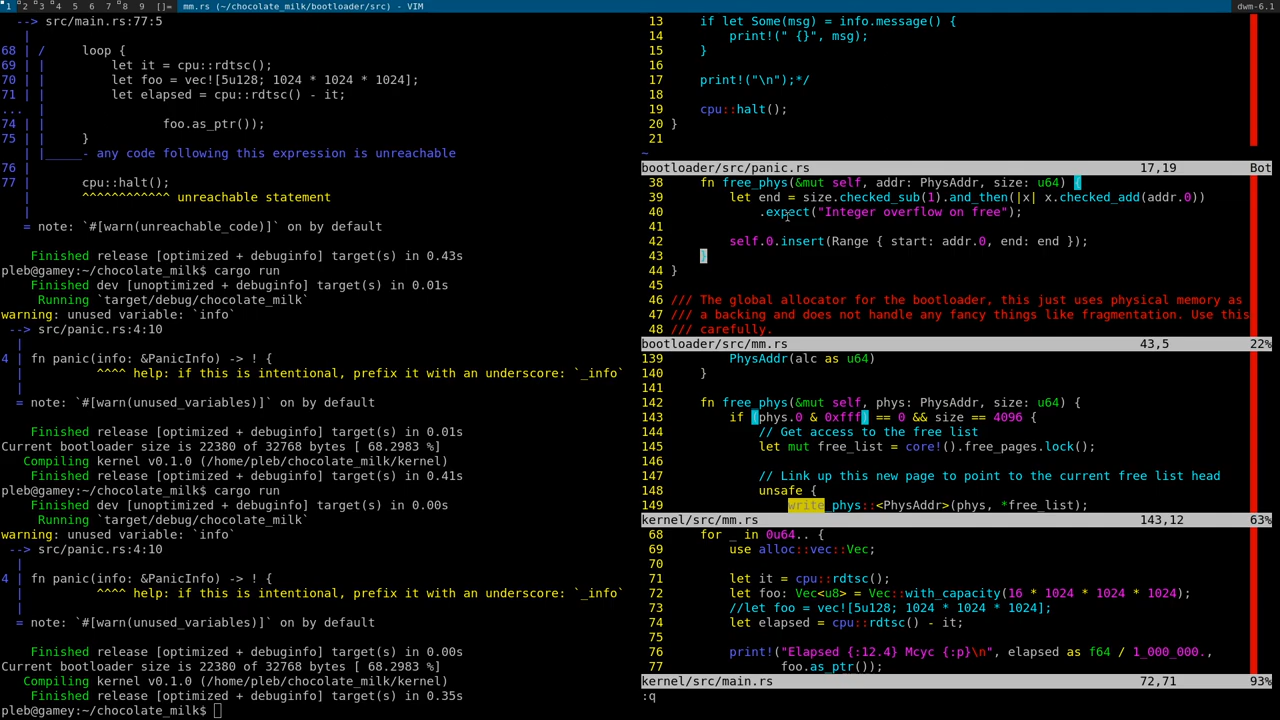 1 2 3 4 5 6 7 8 9 []= mm.rs (~/chocolate_milk/bootloader/src) - VIM dwm-6.1
--> src/main.rs:77:5
|
68 | / loop {
69 | | let it = cpu::rdtsc();
70 | | let foo = vec![5u128; 1024 * 1024 * 1024];
71 | | let elapsed = cpu::rdtsc() - it;
... |
74 | | foo.as_ptr());
75 | | }
| |_____- any code following this expression is unreachable
76 |
77 | cpu::halt();
| ^^^^^^^^^^^^ unreachable statement
|
= note: `#[warn(unreachable_code)]` on by default

Finished release [optimized + debuginfo] target(s) in 0.43s
pleb@gamey:~/chocolate_milk$ cargo run
Finished dev [unoptimized + debuginfo] target(s) in 0.01s
Running `target/debug/chocolate_milk`
warning: unused variable: `info`
--> src/panic.rs:4:10
|
4 | fn panic(info: &PanicInfo) -> ! {
| ^^^^ help: if this is intentional, prefix it with an underscore: `_info`
|
= note: `#[warn(unused_variables)]` on by default

Finished release [optimized + debuginfo] target(s) in 0.01s
Current bootloader size is 22380 of 32768 bytes [ 68.2983 %]
Compiling kernel v0.1.0 (/home/pleb/chocolate_milk/kernel)
Finished release [optimized + debuginfo] target(s) in 0.41s
pleb@gamey:~/chocolate_milk$ cargo run
Finished dev [unoptimized + debuginfo] target(s) in 0.00s
Running `target/debug/chocolate_milk`
warning: unused variable: `info`
--> src/panic.rs:4:10
|
4 | fn panic(info: &PanicInfo) -> ! {
| ^^^^ help: if this is intentional, prefix it with an underscore: `_info`
|
= note: `#[warn(unused_variables)]` on by default

Finished release [optimized + debuginfo] target(s) in 0.00s
Current bootloader size is 22380 of 32768 bytes [ 68.2983 %]
Compiling kernel v0.1.0 (/home/pleb/chocolate_milk/kernel)
Finished release [optimized + debuginfo] target(s) in 0.35s
pleb@gamey:~/chocolate_milk$
13 if let Some(msg) = info.message() {
14 print!(" {}", msg);
15 }
16
17 print!("\n");*/
18
19 cpu::halt();
20 }
21
~
bootloader/src/panic.rs 17,19 Bot
38 fn free_phys(&mut self, addr: PhysAddr, size: u64) {
39 let end = size.checked_sub(1).and_then(|x| x.checked_add(addr.0))
40 .expect("Integer overflow on free");
41
42 self.0.insert(Range { start: addr.0, end: end });
43 }
44 }
45
46 /// The global allocator for the bootloader, this just uses physical memory as
47 /// a backing and does not handle any fancy things like fragmentation. Use this
48 /// carefully.
bootloader/src/mm.rs 43,5 22%
139 PhysAddr(alc as u64)
140 }
141
142 fn free_phys(&mut self, phys: PhysAddr, size: u64) {
143 if (phys.0 & 0xfff) == 0 && size == 4096 {
144 // Get access to the free list
145 let mut free_list = core!().free_pages.lock();
146
147 // Link up this new page to point to the current free list head
148 unsafe {
149 write_phys::<PhysAddr>(phys, *free_list);
kernel/src/mm.rs 143,12 63%
68 for _ in 0u64.. {
69 use alloc::vec::Vec;
70
71 let it = cpu::rdtsc();
72 let foo: Vec<u8> = Vec::with_capacity(16 * 1024 * 1024 * 1024);
73 //let foo = vec![5u128; 1024 * 1024 * 1024];
74 let elapsed = cpu::rdtsc() - it;
75
76 print!("Elapsed {:12.4} Mcyc {:p}\n", elapsed as f64 / 1_000_000.,
77 foo.as_ptr());
kernel/src/main.rs 72,71 93%
:q